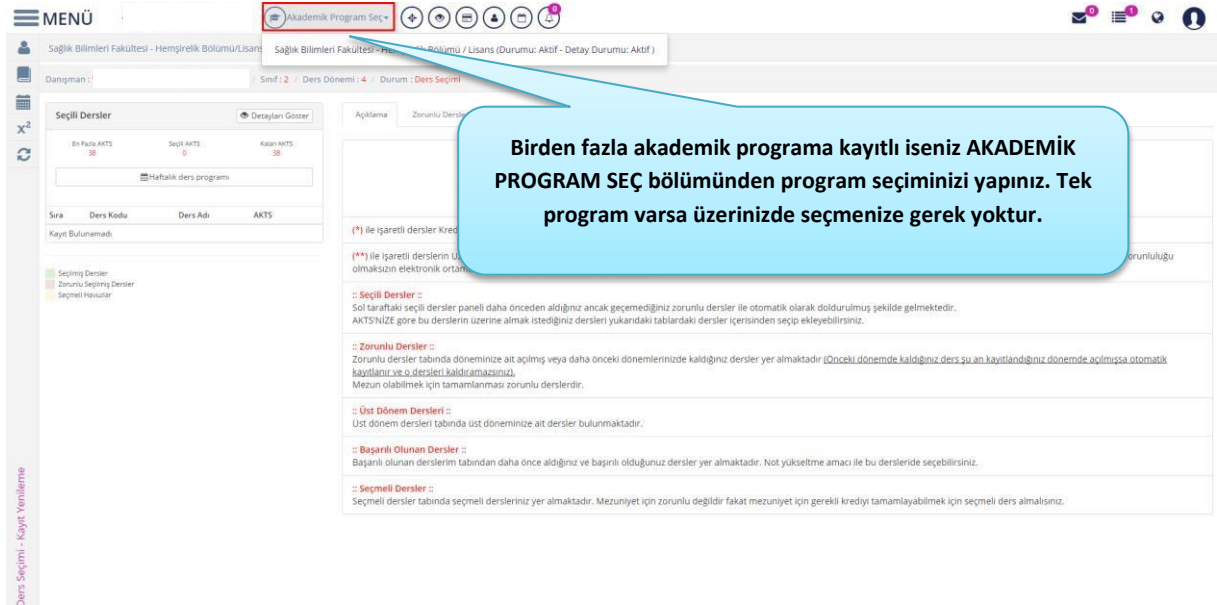 MENÜ
Akademik Program Seç
0
0
1
Sağlık Bilimleri Fakültesi - Hemşirelik Bölümü/Lisans
Sağlık Bilimleri Fakültesi - Hemşirelik Bölümü / Lisans (Durumu: Aktif - Detay Durumu: Aktif )
Danışman :
/ Sınıf : 2 / Ders Dönemi : 4 / Durum : Ders Seçimi
x²
Seçili Dersler
Detayları Göster
En Fazla AKTS Seçili AKTS Kalan AKTS
38 0 38
Haftalık ders programı
Sıra Ders Kodu Ders Adı AKTS
Kayıt Bulunamadı
Seçilmiş Dersler
Zorunlu Seçilmiş Dersler
Seçmeli Havuzlar
Açıklama Zorunlu Dersler
Birden fazla akademik programa kayıtlı iseniz AKADEMİK
PROGRAM SEÇ bölümünden program seçiminizi yapınız. Tek
program varsa üzerinizde seçmenize gerek yoktur.
(*) ile işaretli dersler Kred
(**) ile işaretli derslerin U
orunluluğu
olmaksızın elektronik ortam
:: Seçili Dersler ::
Sol taraftaki seçili dersler paneli daha önceden aldığınız ancak geçemediğiniz zorunlu dersler ile otomatik olarak doldurulmuş şekilde gelmektedir.
AKTS'NİZE göre bu derslerin üzerine almak istediğiniz dersleri yukarıdaki tablardaki dersler içerisinden seçip ekleyebilirsiniz.
:: Zorunlu Dersler ::
Zorunlu dersler tabında döneminize ait açılmış veya daha önceki dönemlerinizde kaldığınız dersler yer almaktadır (Önceki dönemde kaldığınız ders şu an kayıtlandığınız dönemde açılmışsa otomatik
kayıtlanır ve o dersleri kaldıramazsınız).
Mezun olabilmek için tamamlanması zorunlu derslerdir.
:: Üst Dönem Dersleri ::
Üst dönem dersleri tabında üst döneminize ait dersler bulunmaktadır.
:: Başarılı Olunan Dersler ::
Başarılı olunan derslerim tabından daha önce aldığınız ve başırılı olduğunuz dersler yer almaktadır. Not yükseltme amacı ile bu dersleride seçebilirsiniz.
:: Seçmeli Dersler ::
Seçmeli dersler tabında seçmeli dersleriniz yer almaktadır. Mezuniyet için zorunlu değildir fakat mezuniyet için gerekli krediyi tamamlayabilmek için seçmeli ders almalısınız.
Ders Seçimi - Kayıt Yenileme